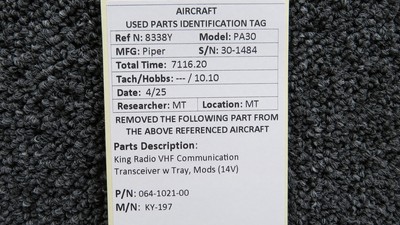 AIRCRAFT
USED PARTS IDENTIFICATION TAG
Ref N: 8338Y Model: PA30
MFG: Piper S/N: 30-1484
Total Time: 7116.20
Tach/Hobbs: --- / 10.10
Date: 4/25
Researcher: MT Location: MT
REMOVED THE FOLLOWING PART FROM
THE ABOVE REFERENCED AIRCRAFT
Parts Description:
King Radio VHF Communication
Transceiver w Tray, Mods (14V)
P/N: 064-1021-00
M/N: KY-197